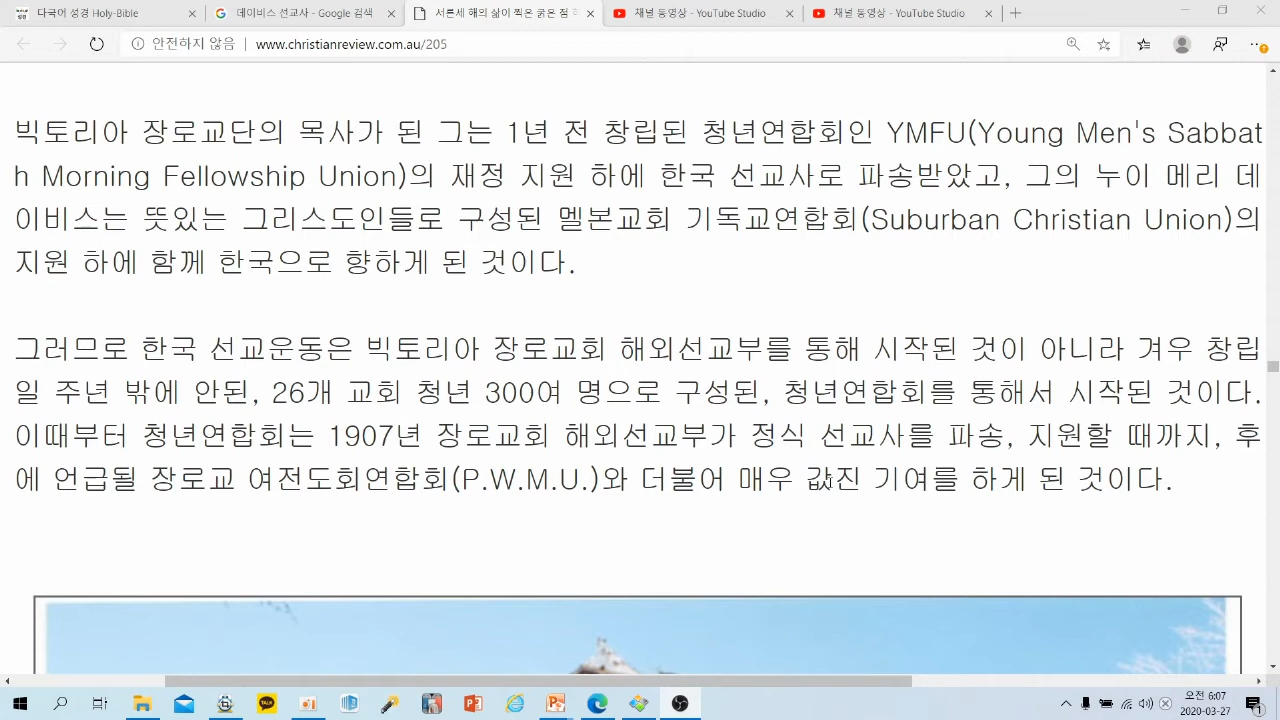 다국어 성경 Holy-Bible
데이비스 선교사 - Google 검색
서른세 해의 삶이 찍은 굵은 점 하
채널 동영상 - YouTube Studio
채널 동영상 - YouTube Studio
안전하지 않음 www.christianreview.com.au/205
빅토리아 장로교단의 목사가 된 그는 1년 전 창립된 청년연합회인 YMFU(Young Men's Sabbat
h Morning Fellowship Union)의 재정 지원 하에 한국 선교사로 파송받았고, 그의 누이 메리 데
이비스는 뜻있는 그리스도인들로 구성된 멜본교회 기독교연합회(Suburban Christian Union)의
지원 하에 함께 한국으로 향하게 된 것이다.
그러므로 한국 선교운동은 빅토리아 장로교회 해외선교부를 통해 시작된 것이 아니라 겨우 창립
일 주년 밖에 안된, 26개 교회 청년 300여 명으로 구성된, 청년연합회를 통해서 시작된 것이다.
이때부터 청년연합회는 1907년 장로교회 해외선교부가 정식 선교사를 파송, 지원할 때까지, 후
에 언급될 장로교 여전도회연합회(P.W.M.U.)와 더불어 매우 값진 기여를 하게 된 것이다.
오전 6:07
2020-03-27